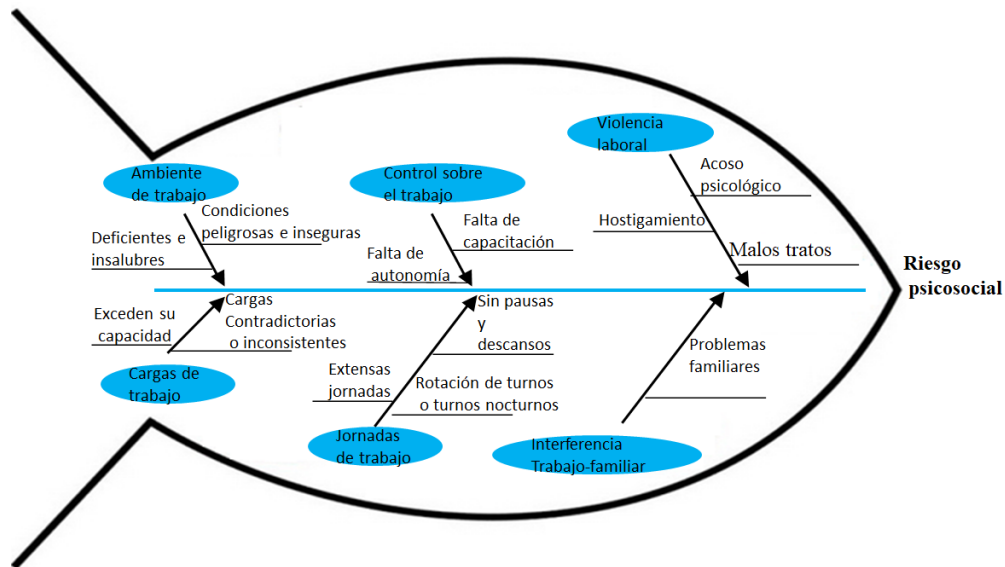 Violencia
laboral
Ambiente
de trabajo
Control sobre
el trabajo
Acoso
psicológico
Condiciones
peligrosas e inseguras
Hostigamiento
Falta de
capacitación
Deficientes e
insalubres
Falta de
autonomía
Malos tratos
Riesgo
psicosocial
Exceden su
capacidad
Cargas
Contradictorias
o inconsistentes
Sin pausas
y
descansos
Problemas
familiares
Extensas
jornadas
Rotación de turnos
o turnos nocturnos
Cargas de
trabajo
Jornadas
de trabajo
Interferencia
Trabajo-familiar